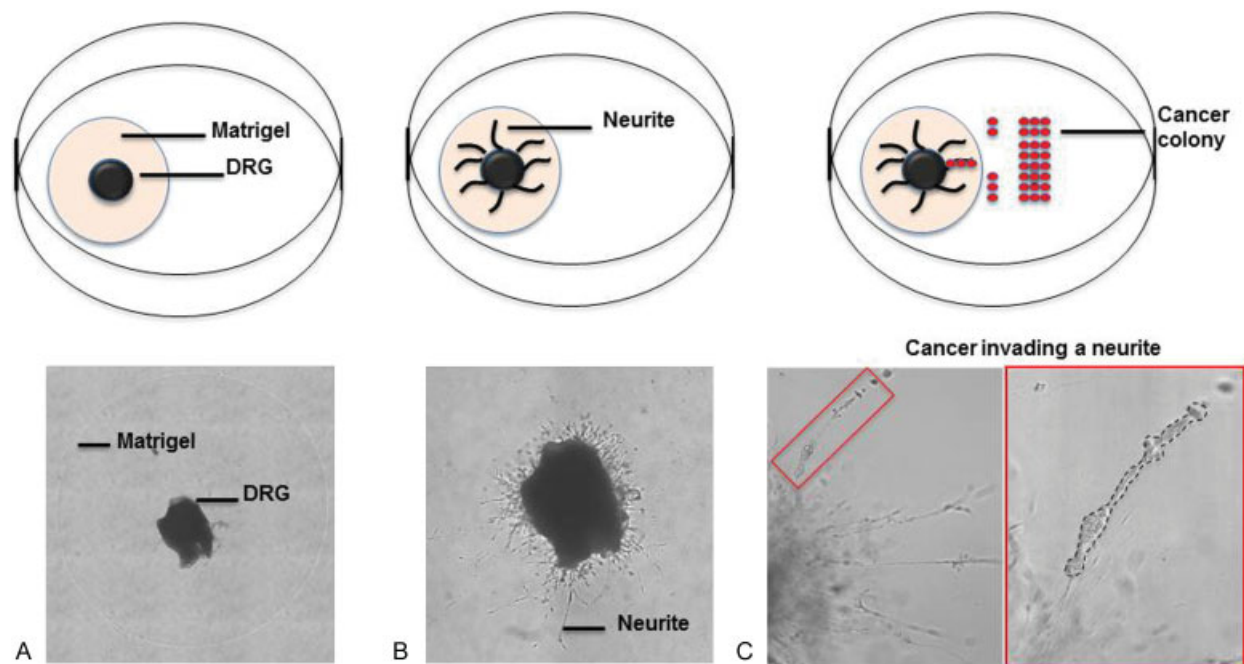 Matrigel
DRG
Neurite
Cancer
colony
Cancer invading a neurite
Matrigel
DRG
Neurite
A
B
C